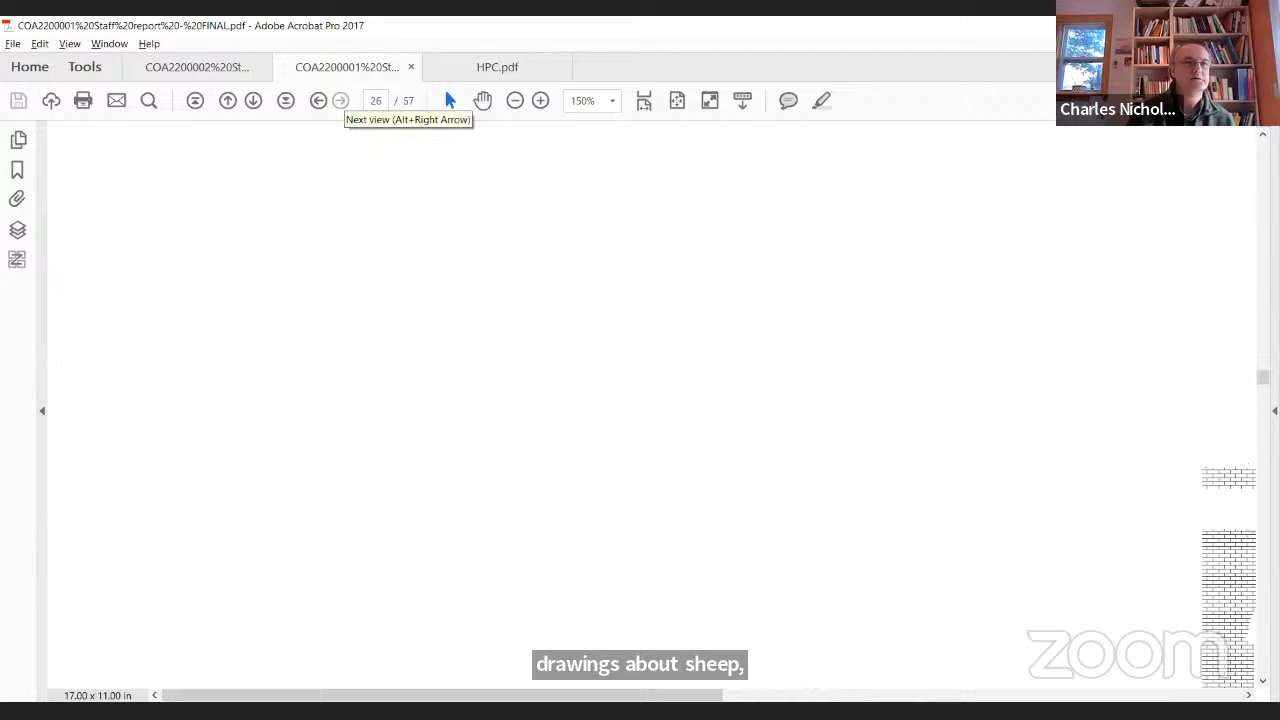 COA2200001%20Staff%20report%20-%20FINAL.pdf - Adobe Acrobat Pro 2017
File Edit View Window Help
Home Tools COA2200002%20St... COA2200001%20St... × HPC.pdf
/ 57 150%
Next view (Alt+Right Arrow)
Charles Nichol...
drawings about sheep,
zoom
17.00 x 11.00 in